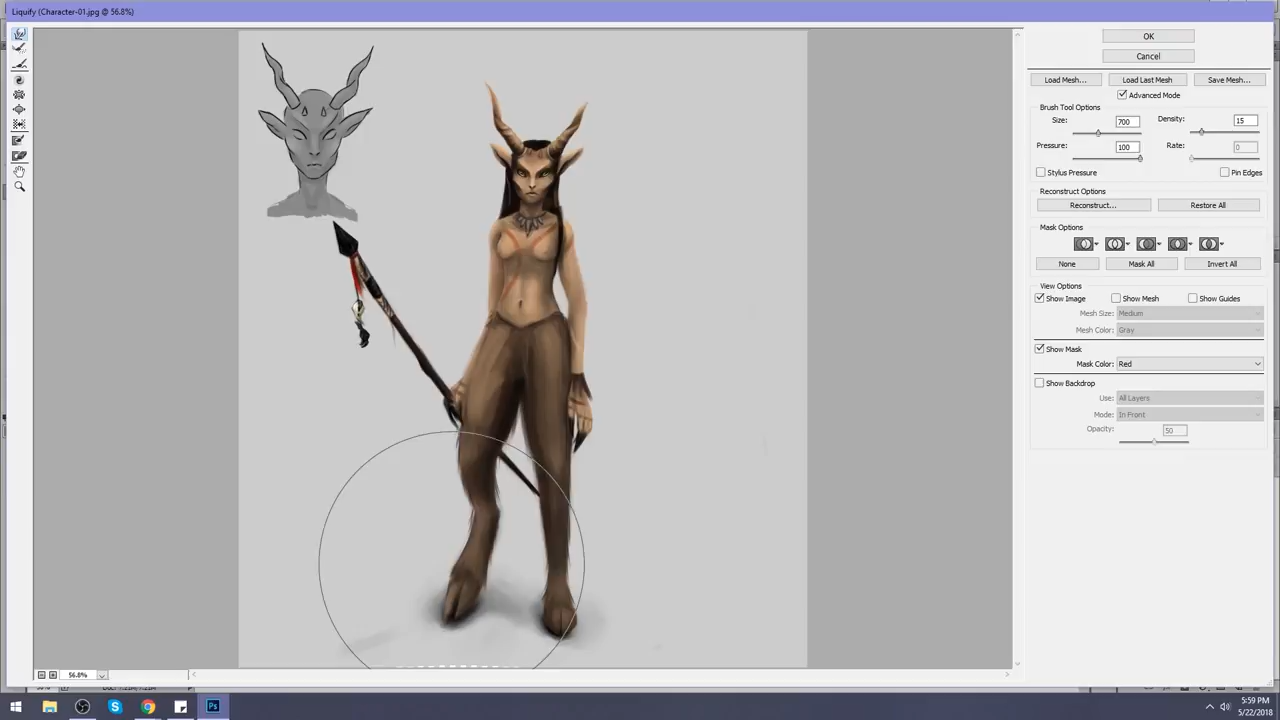 Liquify (Character-01.jpg @ 56.8%)
OK
Cancel
Load Mesh... Load Last Mesh Save Mesh...
Advanced Mode
Brush Tool Options
Size: 700 Density: 15
Pressure: 100 Rate: 0
Stylus Pressure Pin Edges
Reconstruct Options
Reconstruct... Restore All
Mask Options
None Mask All Invert All
View Options
Show Image Show Mesh Show Guides
Mesh Size: Medium
Mesh Color: Gray
Show Mask
Mask Color: Red
Show Backdrop
Use: All Layers
Mode: In Front
Opacity: 50
56.8%
5:59 PM
5/22/2018